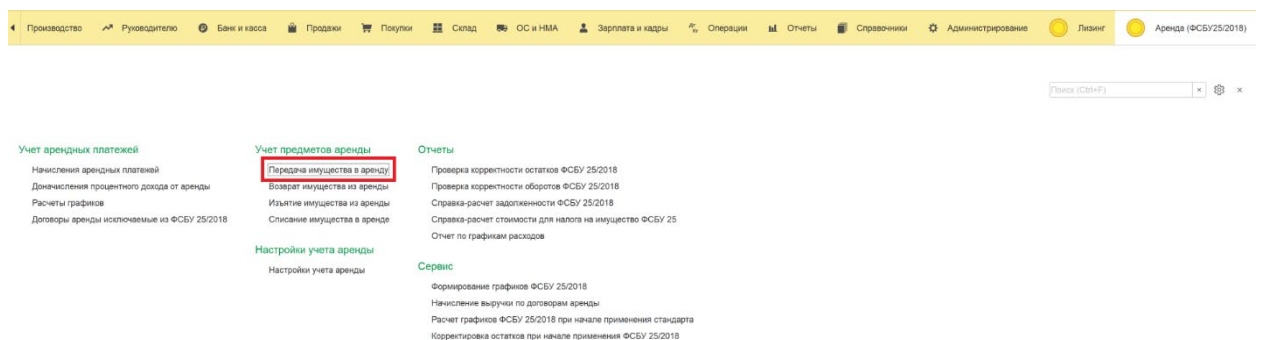 Производство Руководителю Банк и касса Продажи Покупки Склад ОС и НМА Зарплата и кадры Операции Отчеты Справочники Администрирование Лизинг Аренда (ФСБУ25/2018)
Поиск (Ctrl+F)
Учет арендных платежей
Начисления арендных платежей
Доначисления процентного дохода от аренды
Расчеты графиков
Договоры аренды исключаемые из ФСБУ 25/2018
Учет предметов аренды
Передача имущества в аренду
Возврат имущества из аренды
Изъятие имущества из аренды
Списание имущества в аренде
Настройки учета аренды
Настройки учета аренды
Отчеты
Проверка корректности остатков ФСБУ 25/2018
Проверка корректности оборотов ФСБУ 25/2018
Справка-расчет задолженности ФСБУ 25/2018
Справка-расчет стоимости для налога на имущество ФСБУ 25
Отчет по графикам расходов
Сервис
Формирование графиков ФСБУ 25/2018
Начисление выручки по договорам аренды
Расчет графиков ФСБУ 25/2018 при начале применения стандарта
Корректировка остатков при начале применения ФСБУ 25/2018